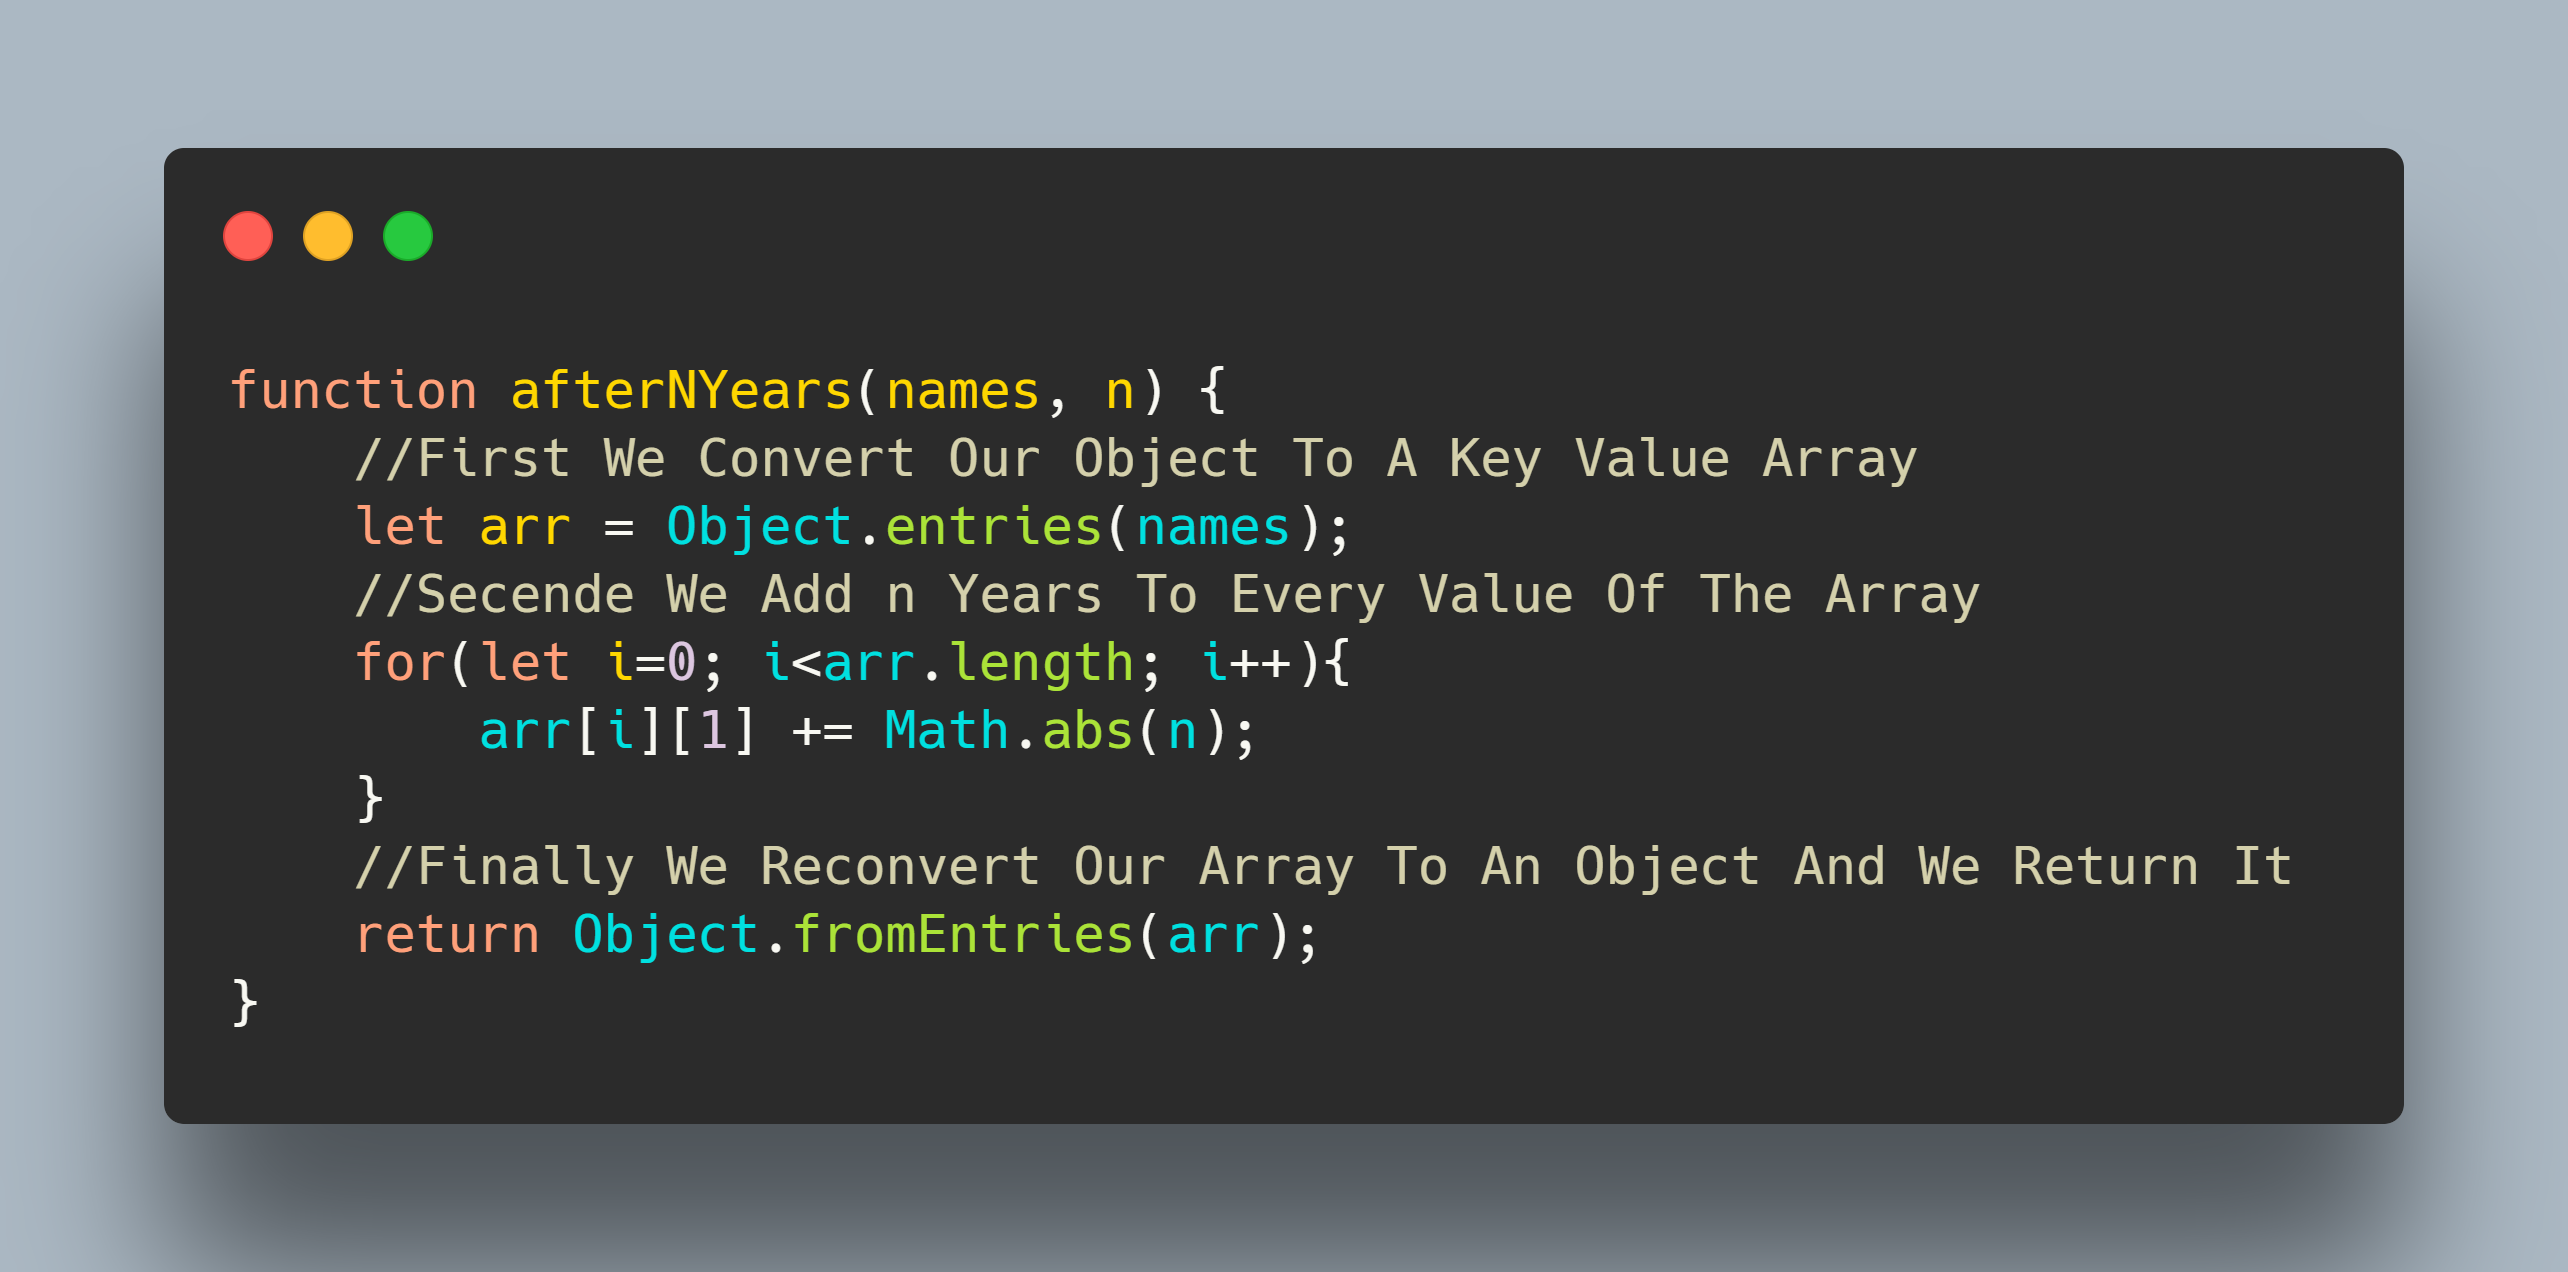 function afterNYears(names, n) {
    //First We Convert Our Object To A Key Value Array
    let arr = Object.entries(names);
    //Secende We Add n Years To Every Value Of The Array
    for(let i=0; i<arr.length; i++){
        arr[i][1] += Math.abs(n);
    }
    //Finally We Reconvert Our Array To An Object And We Return It
    return Object.fromEntries(arr);
}